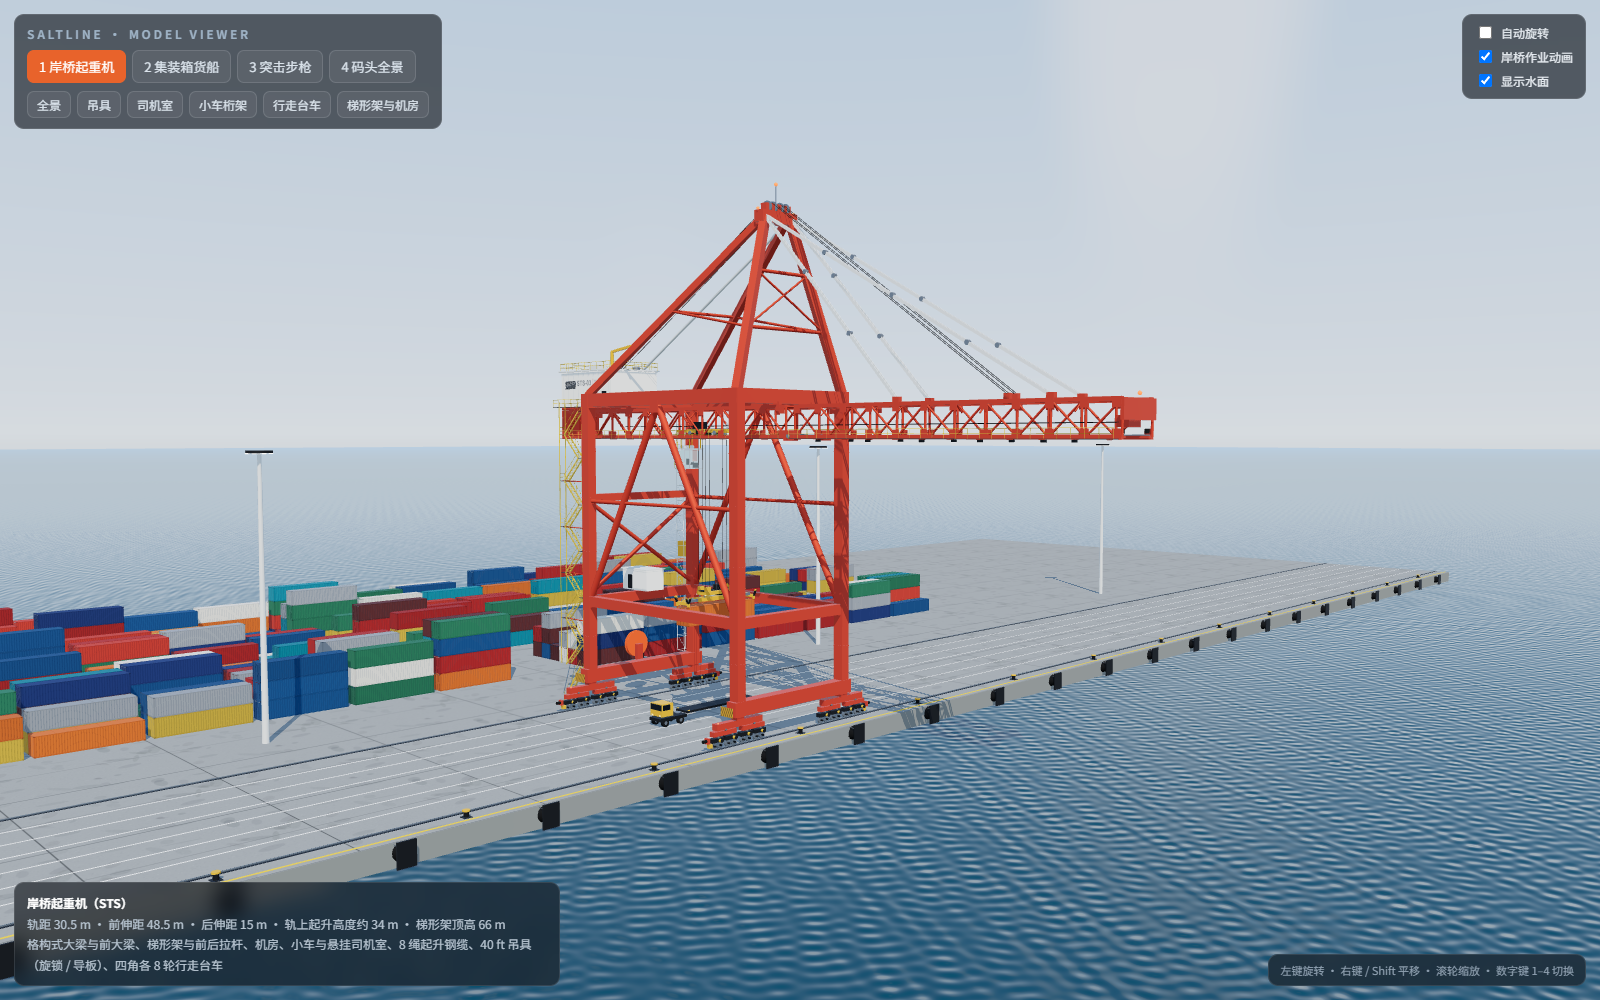 SALTLINE · MODEL VIEWER
1 岸桥起重机
2 集装箱货船
3 突击步枪
4 码头全景
全景
吊具
司机室
小车桁架
行走台车
梯形架与机房
自动旋转
岸桥作业动画
显示水面
岸桥起重机（STS）
轨距 30.5 m · 前伸距 48.5 m · 后伸距 15 m · 轨上起升高度约 34 m · 梯形架顶高 66 m
格构式大梁与前大梁、梯形架与前后拉杆、机房、小车与悬挂司机室、8 绳起升钢缆、40 ft 吊具
（旋锁 / 导板）、四角各 8 轮行走台车
左键旋转 · 右键 / Shift 平移 · 滚轮缩放 · 数字键 1–4 切换